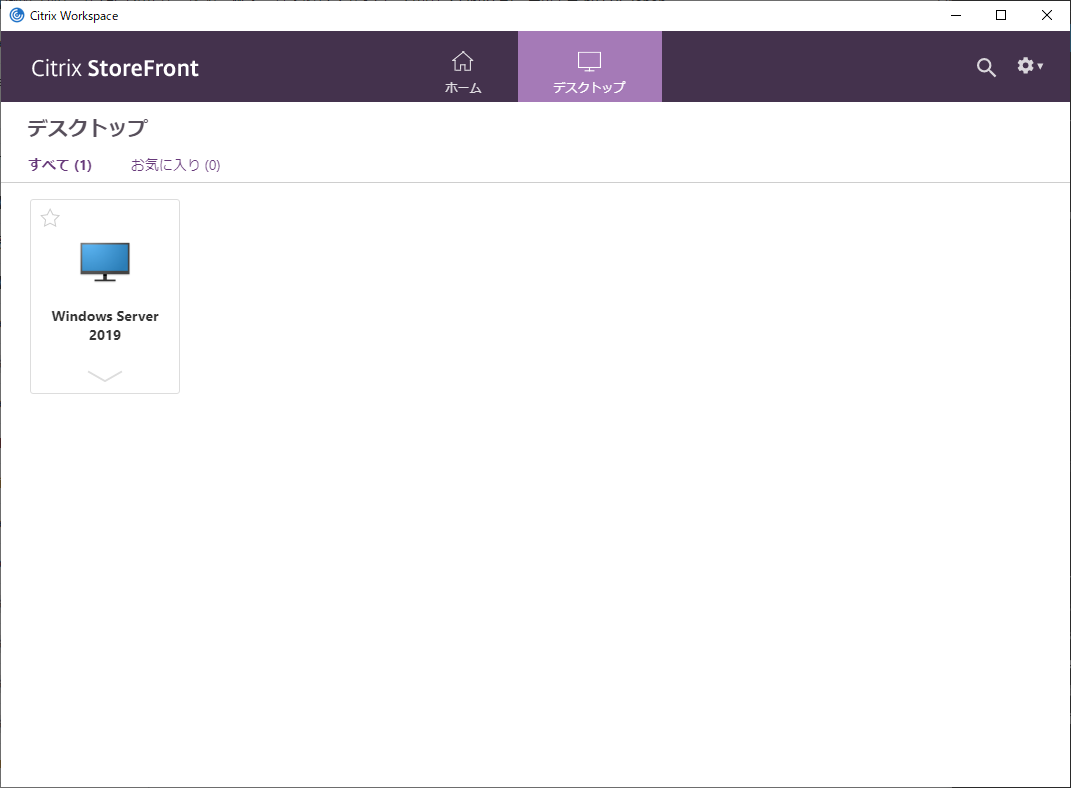 Citrix Workspace
Citrix StoreFront
ホーム
デスクトップ
デスクトップ
すべて (1)
お気に入り (0)
Windows Server
2019